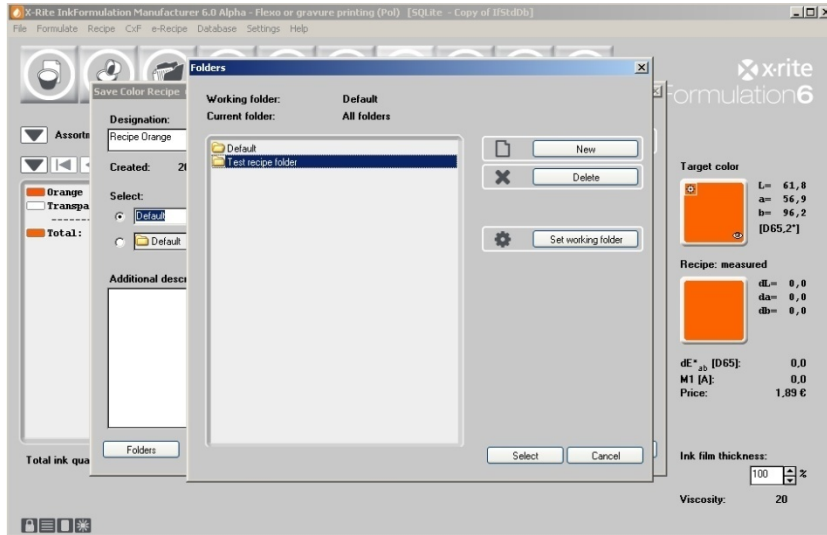 X-Rite InkFormulation Manufacturer 6.0 Alpha - Flexo or gravure printing (Pol) [SQLite - Copy of IfStdDb]
File Formulate Recipe CxF e-Recipe Database Settings Help
x·rite
Formulation6
Save Color Recipe
Designation:
Recipe Orange
Created:
Select:
Default
Default
Additional
Folders
Orange
Total:
Total ink
Folders
Working folder: Default
Current folder: All folders
Default
Test recipe folder
New
Delete
Set working folder
Select Cancel
Target color
L= 61,8
a= 56,9
b= 96,2
[D65,2°]
Recipe: measured
dL= 0,0
da= 0,0
db= 0,0
dE*ab [D65]: 0,0
M1 [A]: 0,0
Price: 1,89 €
Ink film thickness:
100 %
Viscosity: 20